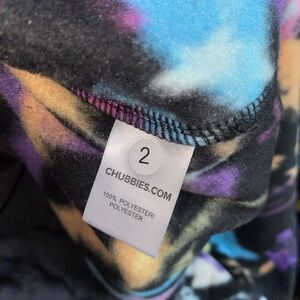 2
CHUBBIES.COM
100% POLYESTER/
POLYESTER